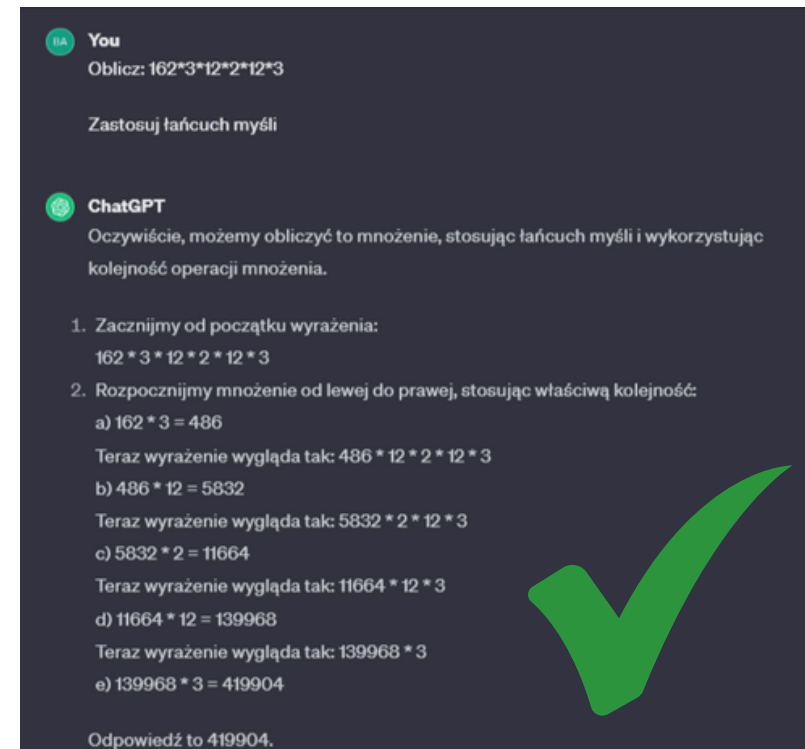 BA You
Oblicz: 162*3*12*2*12*3
Zastosuj łańcuch myśli
ChatGPT
Oczywiście, możemy obliczyć to mnożenie, stosując łańcuch myśli i wykorzystując
kolejność operacji mnożenia.
1. Zacznijmy od początku wyrażenia:
162 * 3 * 12 * 2 * 12 * 3
2. Rozpocznijmy mnożenie od lewej do prawej, stosując właściwą kolejność:
a) 162 * 3 = 486
Teraz wyrażenie wygląda tak: 486 * 12 * 2 * 12 * 3
b) 486 * 12 = 5832
Teraz wyrażenie wygląda tak: 5832 * 2 * 12 * 3
c) 5832 * 2 = 11664
Teraz wyrażenie wygląda tak: 11664 * 12 * 3
d) 11664 * 12 = 139968
Teraz wyrażenie wygląda tak: 139968 * 3
e) 139968 * 3 = 419904
Odpowiedź to 419904.